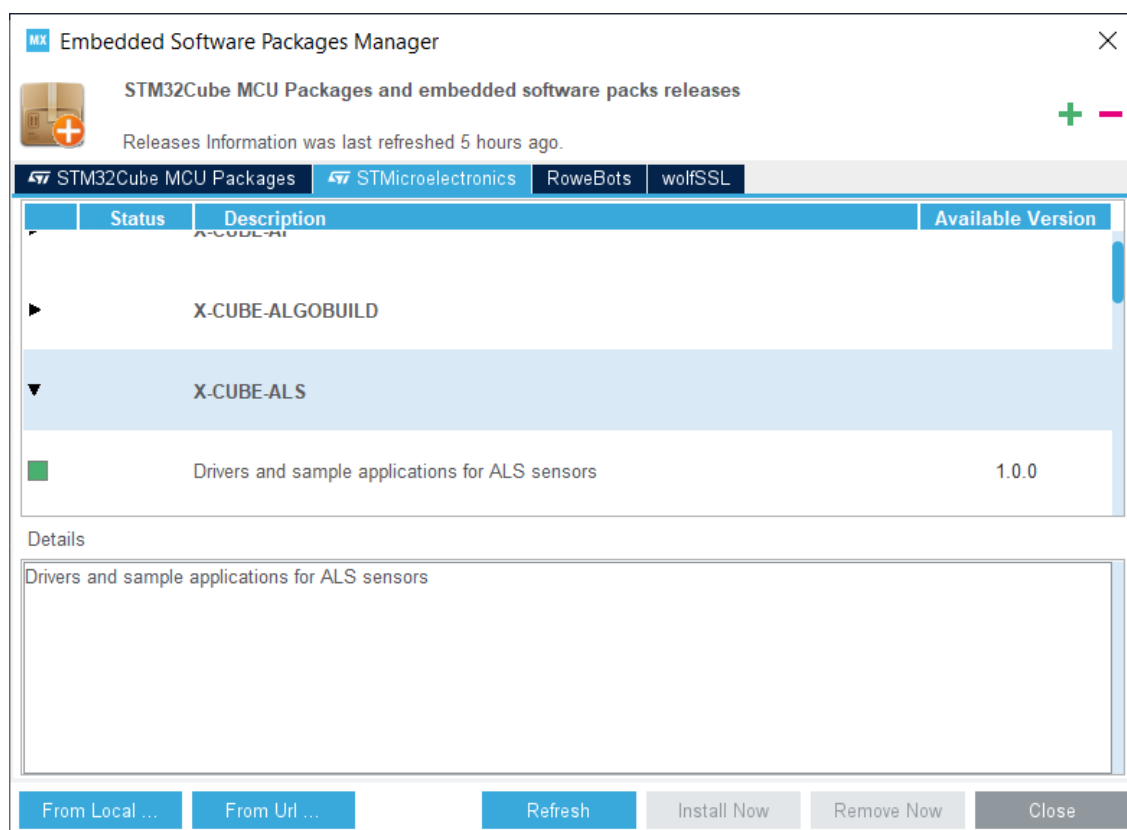 MX Embedded Software Packages Manager
STM32Cube MCU Packages and embedded software packs releases
Releases Information was last refreshed 5 hours ago.
STM32Cube MCU Packages STMicroelectronics RoweBots wolfSSL
Status Description Available Version
X-CUBE-AI
X-CUBE-ALGOBUILD
X-CUBE-ALS
Drivers and sample applications for ALS sensors 1.0.0
Details
Drivers and sample applications for ALS sensors
From Local ... From Url ... Refresh Install Now Remove Now Close